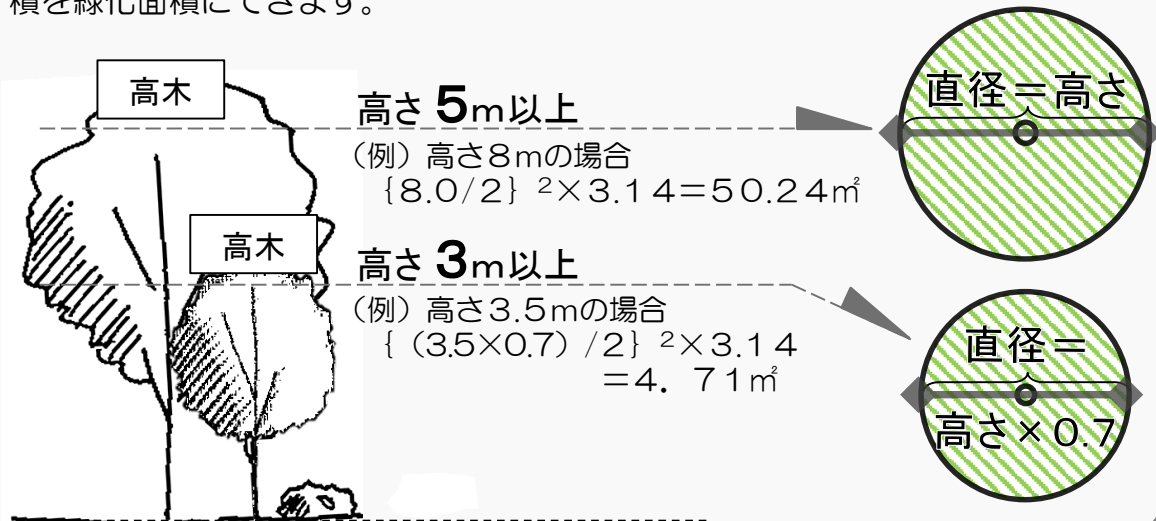 積を緑化面積にできます。
高木
高さ 5m以上
(例)高さ8mの場合
{8.0/2}²×3.14=50.24㎡
直径=高さ
高木
高さ 3m以上
(例)高さ3.5mの場合
{(3.5×0.7)/2}²×3.14
=4.71㎡
直径=
高さ×0.7